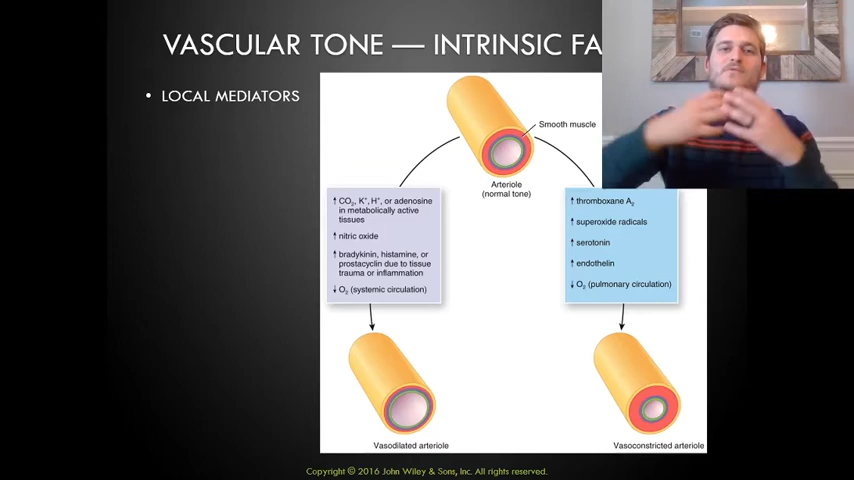 VASCULAR TONE — INTRINSIC FA
• LOCAL MEDIATORS
Smooth muscle
Arteriole
(normal tone)
↑ CO₂, K⁺, H⁺, or adenosine
in metabolically active
tissues
↑ nitric oxide
↑ bradykinin, histamine, or
prostacyclin due to tissue
trauma or inflammation
↓ O₂ (systemic circulation)
↑ thromboxane A₂
↑ superoxide radicals
↑ serotonin
↑ endothelin
↓ O₂ (pulmonary circulation)
Vasodilated arteriole
Vasoconstricted arteriole
Copyright © 2016 John Wiley & Sons, Inc. All rights reserved.